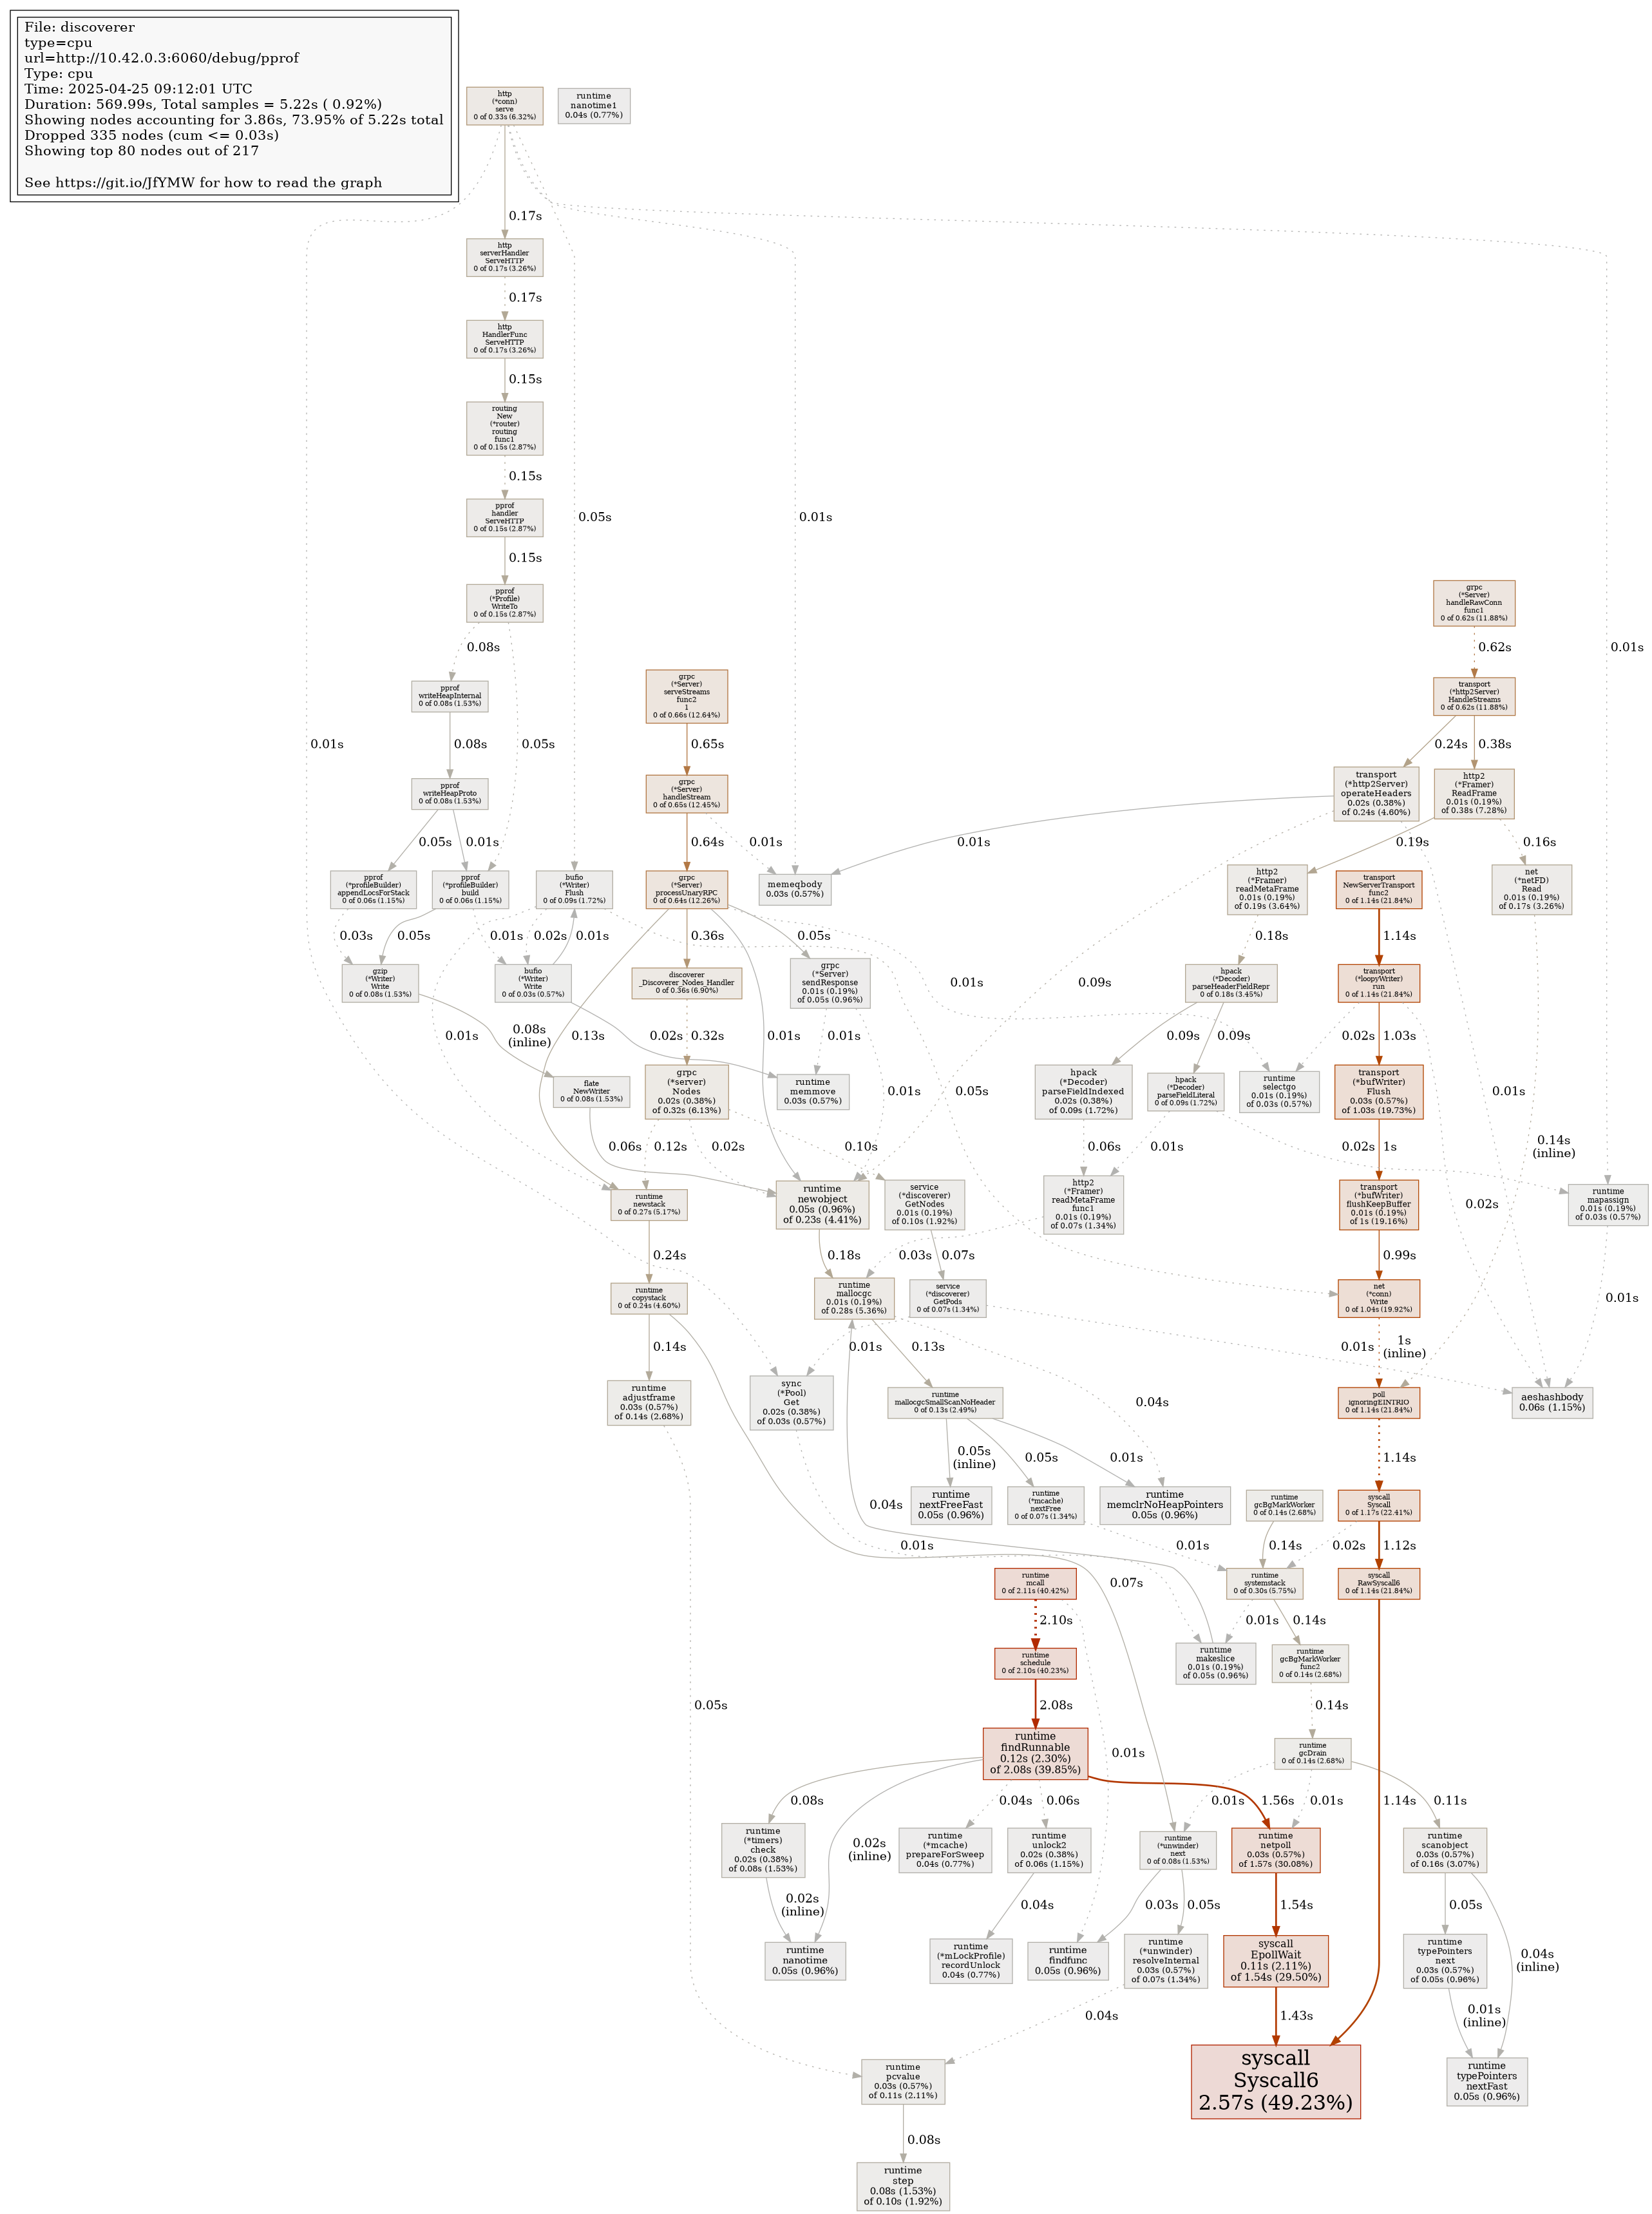 File: discoverer
type=cpu
url=http://10.42.0.3:6060/debug/pprof
Type: cpu
Time: 2025-04-25 09:12:01 UTC
Duration: 569.99s, Total samples = 5.22s ( 0.92%)
Showing nodes accounting for 3.86s, 73.95% of 5.22s total
Dropped 335 nodes (cum <= 0.03s)
Showing top 80 nodes out of 217
See https://git.io/JfYMW for how to read the graph
http
(*conn)
serve
0 of 0.33s (6.32%)
runtime
nanotime1
0.04s (0.77%)
0.17s
http
serverHandler
ServeHTTP
0 of 0.17s (3.26%)
0.17s
http
HandlerFunc
ServeHTTP
0 of 0.17s (3.26%)
0.15s
routing
New
(*router)
routing
func1
0 of 0.15s (2.87%)
0.15s
pprof
handler
ServeHTTP
0 of 0.15s (2.87%)
0.05s
0.01s
0.15s
pprof
(*Profile)
WriteTo
0 of 0.15s (2.87%)
grpc
(*Server)
handleRawConn
func1
0 of 0.62s (11.88%)
0.08s
0.62s
0.01s
pprof
writeHeapInternal
0 of 0.08s (1.53%)
grpc
(*Server)
serveStreams
func2
1
0 of 0.66s (12.64%)
transport
(*http2Server)
HandleStreams
0 of 0.62s (11.88%)
0.01s
0.08s
0.05s
0.65s
0.24s
0.38s
pprof
writeHeapProto
0 of 0.08s (1.53%)
grpc
(*Server)
handleStream
0 of 0.65s (12.45%)
transport
(*http2Server)
operateHeaders
0.02s (0.38%)
of 0.24s (4.60%)
http2
(*Framer)
ReadFrame
0.01s (0.19%)
of 0.38s (7.28%)
0.05s
0.01s
0.64s
0.01s
0.01s
0.19s
0.16s
pprof
(*profileBuilder)
appendLocsForStack
0 of 0.06s (1.15%)
pprof
(*profileBuilder)
build
0 of 0.06s (1.15%)
bufio
(*Writer)
Flush
0 of 0.09s (1.72%)
grpc
(*Server)
processUnaryRPC
0 of 0.64s (12.26%)
memeqbody
0.03s (0.57%)
http2
(*Framer)
readMetaFrame
0.01s (0.19%)
of 0.19s (3.64%)
transport
NewServerTransport
func2
0 of 1.14s (21.84%)
net
(*netFD)
Read
0.01s (0.19%)
of 0.17s (3.26%)
0.03s
0.05s
0.01s
0.02s
0.01s
0.36s
0.05s
0.18s
1.14s
gzip
(*Writer)
Write
0 of 0.08s (1.53%)
bufio
(*Writer)
Write
0 of 0.03s (0.57%)
discoverer
_Discoverer_Nodes_Handler
0 of 0.36s (6.90%)
grpc
(*Server)
sendResponse
0.01s (0.19%)
of 0.05s (0.96%)
0.01s
0.09s
hpack
(*Decoder)
parseHeaderFieldRepr
0 of 0.18s (3.45%)
transport
(*loopyWriter)
run
0 of 1.14s (21.84%)
0.01s
0.08s
(inline)
0.13s
0.02s
0.32s
0.01s
0.01s
0.09s
0.09s
0.02s
1.03s
flate
NewWriter
0 of 0.08s (1.53%)
grpc
(*server)
Nodes
0.02s (0.38%)
of 0.32s (6.13%)
runtime
memmove
0.03s (0.57%)
0.01s
0.05s
hpack
(*Decoder)
parseFieldIndexed
0.02s (0.38%)
of 0.09s (1.72%)
hpack
(*Decoder)
parseFieldLiteral
0 of 0.09s (1.72%)
runtime
selectgo
0.01s (0.19%)
of 0.03s (0.57%)
transport
(*bufWriter)
Flush
0.03s (0.57%)
of 1.03s (19.73%)
0.01s
0.06s
0.12s
0.02s
0.10s
0.06s
0.01s
0.02s
1s
0.14s
(inline)
runtime
newstack
0 of 0.27s (5.17%)
runtime
newobject
0.05s (0.96%)
of 0.23s (4.41%)
service
(*discoverer)
GetNodes
0.01s (0.19%)
of 0.10s (1.92%)
http2
(*Framer)
readMetaFrame
func1
0.01s (0.19%)
of 0.07s (1.34%)
transport
(*bufWriter)
flushKeepBuffer
0.01s (0.19%)
of 1s (19.16%)
0.02s
runtime
mapassign
0.01s (0.19%)
of 0.03s (0.57%)
0.24s
0.18s
0.07s
0.03s
0.99s
runtime
copystack
0 of 0.24s (4.60%)
runtime
mallocgc
0.01s (0.19%)
of 0.28s (5.36%)
service
(*discoverer)
GetPods
0 of 0.07s (1.34%)
net
(*conn)
Write
0 of 1.04s (19.92%)
0.01s
0.14s
0.01s
0.13s
0.01s
1s
(inline)
runtime
adjustframe
0.03s (0.57%)
of 0.14s (2.68%)
sync
(*Pool)
Get
0.02s (0.38%)
of 0.03s (0.57%)
runtime
mallocgcSmallScanNoHeader
0 of 0.13s (2.49%)
0.04s
poll
ignoringEINTRIO
0 of 1.14s (21.84%)
aeshashbody
0.06s (1.15%)
0.05s
(inline)
0.05s
0.01s
1.14s
0.04s
runtime
nextFreeFast
0.05s (0.96%)
runtime
(*mcache)
nextFree
0 of 0.07s (1.34%)
runtime
memclrNoHeapPointers
0.05s (0.96%)
runtime
gcBgMarkWorker
0 of 0.14s (2.68%)
syscall
Syscall
0 of 1.17s (22.41%)
0.01s
0.01s
0.14s
0.02s
1.12s
runtime
mcall
0 of 2.11s (40.42%)
0.07s
runtime
systemstack
0 of 0.30s (5.75%)
syscall
RawSyscall6
0 of 1.14s (21.84%)
2.10s
0.01s
0.14s
runtime
schedule
0 of 2.10s (40.23%)
runtime
makeslice
0.01s (0.19%)
of 0.05s (0.96%)
runtime
gcBgMarkWorker
func2
0 of 0.14s (2.68%)
0.05s
2.08s
0.14s
runtime
findRunnable
0.12s (2.30%)
of 2.08s (39.85%)
0.01s
runtime
gcDrain
0 of 0.14s (2.68%)
0.08s
0.04s
0.06s
0.01s
1.56s
0.01s
1.14s
0.11s
runtime
(*timers)
check
0.02s (0.38%)
of 0.08s (1.53%)
0.02s
(inline)
runtime
(*mcache)
prepareForSweep
0.04s (0.77%)
runtime
unlock2
0.02s (0.38%)
of 0.06s (1.15%)
runtime
(*unwinder)
next
0 of 0.08s (1.53%)
runtime
netpoll
0.03s (0.57%)
of 1.57s (30.08%)
runtime
scanobject
0.03s (0.57%)
of 0.16s (3.07%)
0.02s
(inline)
0.04s
0.03s
0.05s
1.54s
0.05s
runtime
nanotime
0.05s (0.96%)
runtime
(*mLockProfile)
recordUnlock
0.04s (0.77%)
runtime
findfunc
0.05s (0.96%)
runtime
(*unwinder)
resolveInternal
0.03s (0.57%)
of 0.07s (1.34%)
syscall
EpollWait
0.11s (2.11%)
of 1.54s (29.50%)
runtime
typePointers
next
0.03s (0.57%)
of 0.05s (0.96%)
0.04s
(inline)
0.04s
1.43s
0.01s
(inline)
runtime
pcvalue
0.03s (0.57%)
of 0.11s (2.11%)
syscall
Syscall6
2.57s (49.23%)
runtime
typePointers
nextFast
0.05s (0.96%)
0.08s
runtime
step
0.08s (1.53%)
of 0.10s (1.92%)